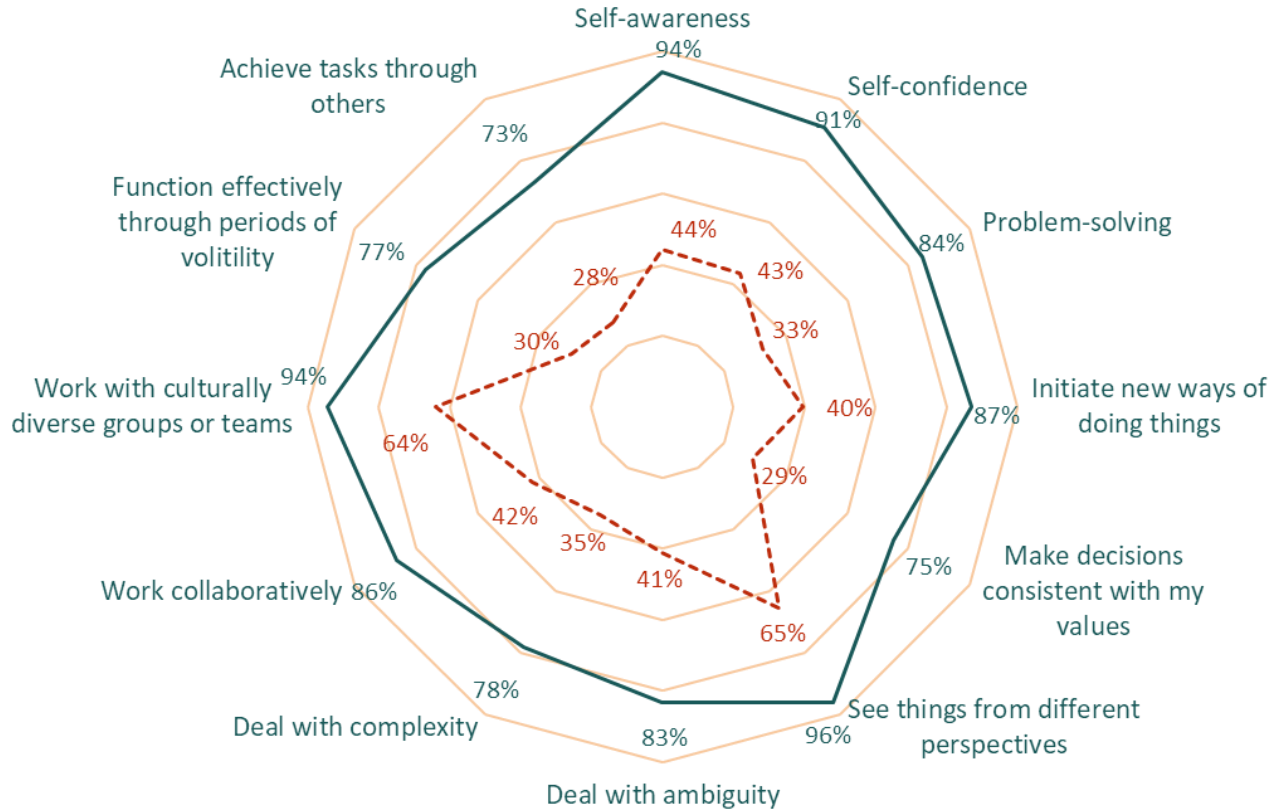 Self-awareness
94%
Achieve tasks through
others
73%
Self-confidence
91%
Function effectively
through periods of
volitility
77%
Problem-solving
84%
44%
43%
28%
33%
30%
Work with culturally
diverse groups or teams
94%
64%
40%
Initiate new ways of
doing things
87%
29%
42%
35%
41%
65%
Make decisions
consistent with my
values
75%
Work collaboratively
86%
Deal with complexity
78%
83%
Deal with ambiguity
See things from different
perspectives
96%